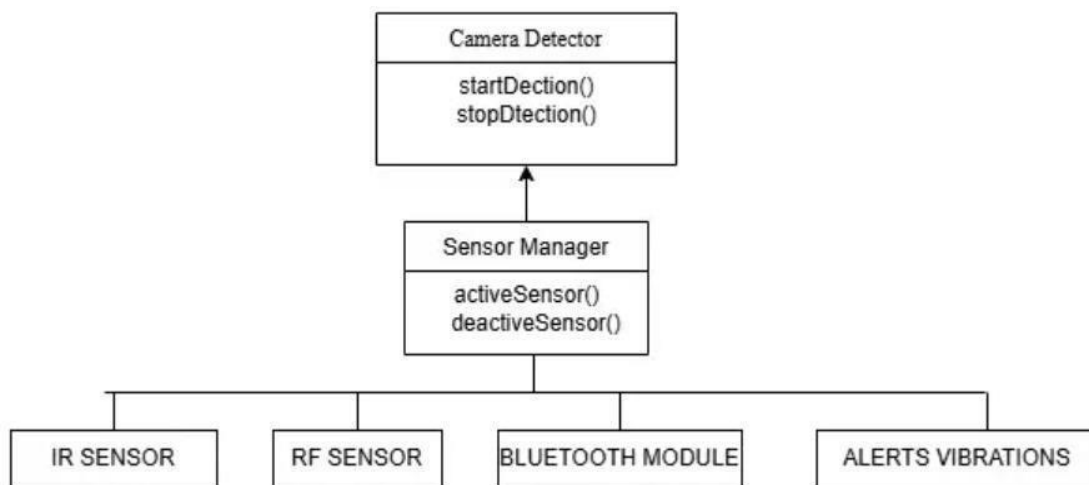 Camera Detector
startDection()
stopDtection()
Sensor Manager
activeSensor()
deactiveSensor()
IR SENSOR
RF SENSOR
BLUETOOTH MODULE
ALERTS VIBRATIONS